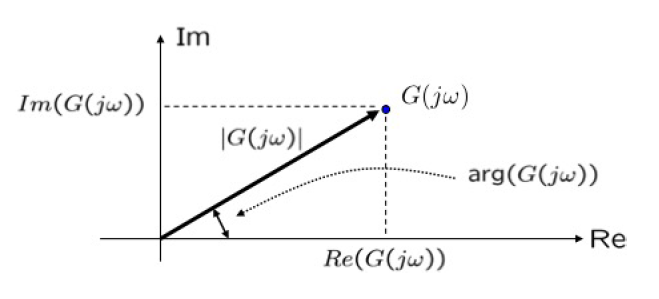 Im
Im(G(jω))
G(jω)
|G(jω)|
arg(G(jω))
Re
Re(G(jω))